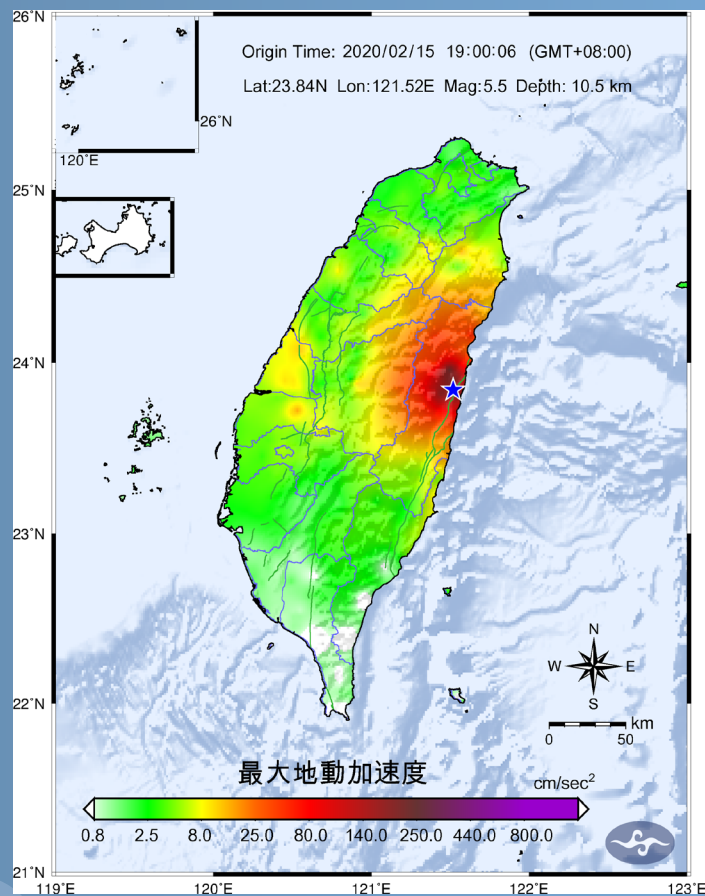 26°N
Origin Time: 2020/02/15 19:00:06 (GMT+08:00)
Lat:23.84N Lon:121.52E Mag:5.5 Depth: 10.5 km
26°N
120°E
25°N
24°N
23°N
N
W E
S
22°N
km
0 50
最大地動加速度
cm/sec²
0.8 2.5 8.0 25.0 80.0 140.0 250.0 440.0 800.0
21°N
119°E 120°E 121°E 122°E 123°E